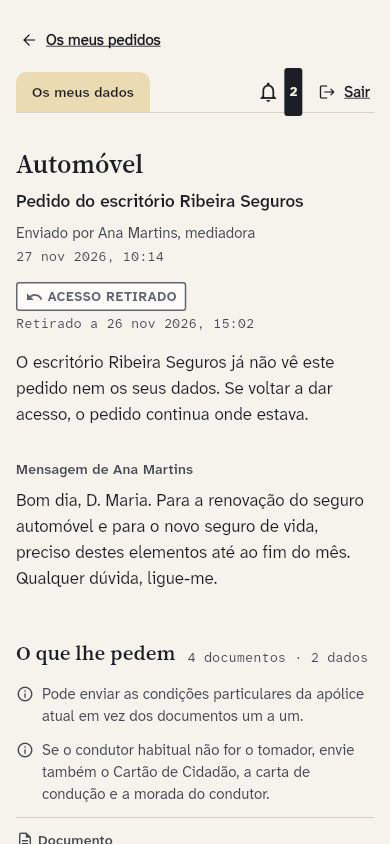 Os meus pedidos
Os meus dados
2
Sair
Automóvel
Pedido do escritório Ribeira Seguros
Enviado por Ana Martins, mediadora
27 nov 2026, 10:14
ACESSO RETIRADO
Retirado a 26 nov 2026, 15:02
O escritório Ribeira Seguros já não vê este
pedido nem os seus dados. Se voltar a dar
acesso, o pedido continua onde estava.
Mensagem de Ana Martins
Bom dia, D. Maria. Para a renovação do seguro
automóvel e para o novo seguro de vida,
preciso destes elementos até ao fim do mês.
Qualquer dúvida, ligue-me.
O que lhe pedem
4 documentos · 2 dados
Pode enviar as condições particulares da apólice
atual em vez dos documentos um a um.
Se o condutor habitual não for o tomador, envie
também o Cartão de Cidadão, a carta de
condução e a morada do condutor.
Documento